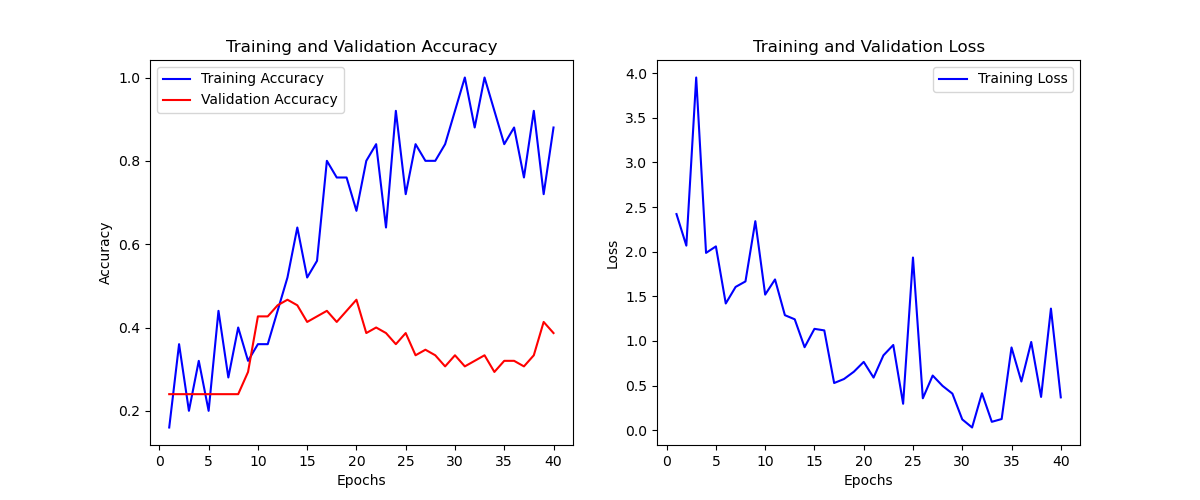 Training and Validation Accuracy
Training Accuracy
Validation Accuracy
1.0
0.8
0.6
0.4
0.2
Accuracy
0 5 10 15 20 25 30 35 40
Epochs
Training and Validation Loss
Training Loss
4.0
3.5
3.0
2.5
2.0
1.5
1.0
0.5
0.0
Loss
0 5 10 15 20 25 30 35 40
Epochs